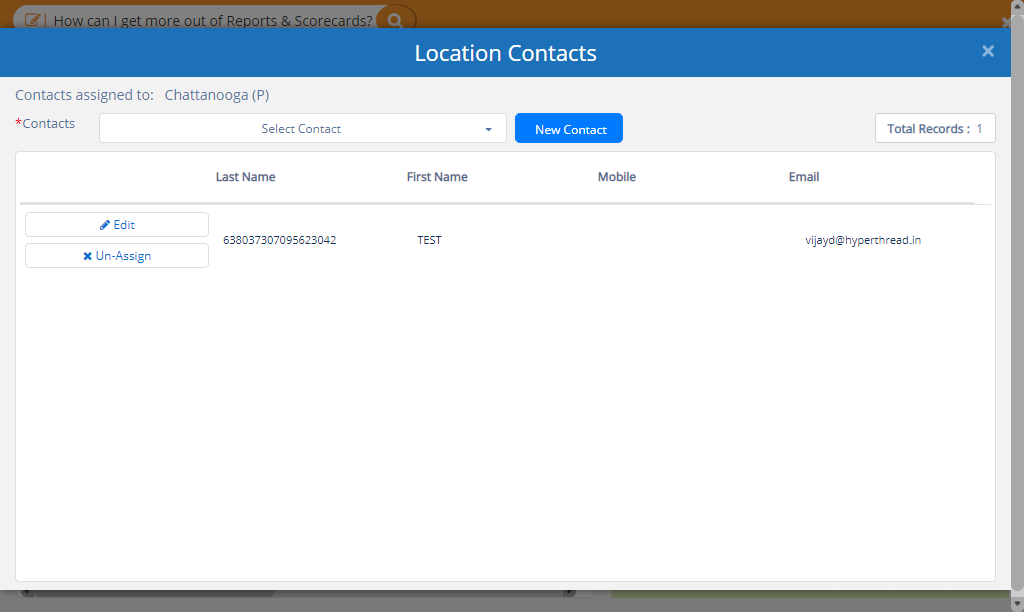 How can I get more out of Reports & Scorecards?
Location Contacts
Contacts assigned to: Chattanooga (P)
*Contacts
Select Contact
New Contact
Total Records : 1
Last Name First Name Mobile Email
Edit
638037307095623042 TEST vijayd@hyperthread.in
Un-Assign